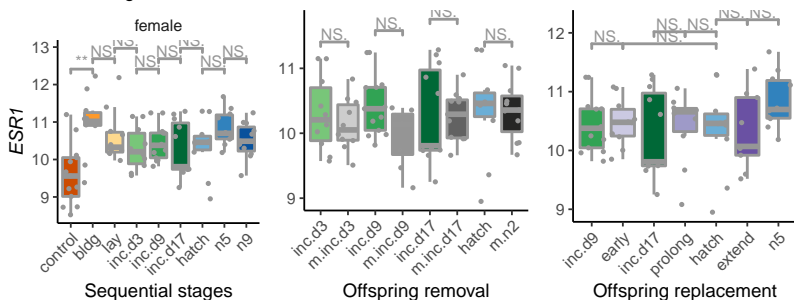 female
ESR1
13
12
11
10
9
**
NS.
NS.
NS.
NS.
NS.
NS.
NS.
control
bldg
lay
inc.d3
inc.d9
inc.d17
hatch
n5
n9
Sequential stages
11
10
9
NS.
NS.
NS.
NS.
inc.d3
m.inc.d3
inc.d9
m.inc.d9
inc.d17
m.inc.d17
hatch
m.n2
Offspring removal
12
11
10
9
NS.
NS.
NS.
NS.
NS.
inc.d9
early
inc.d17
prolong
hatch
extend
n5
Offspring replacement